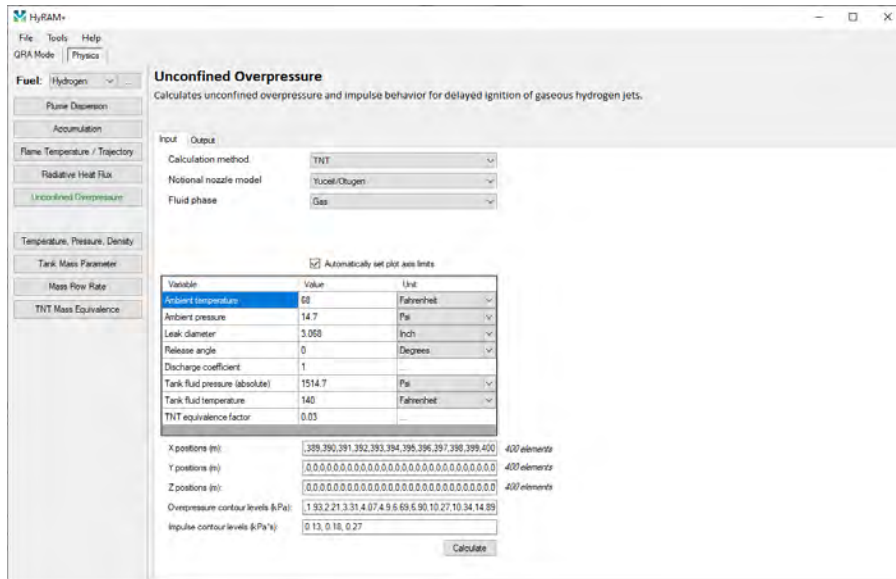 HyRAM+
File Tools Help
QRA Mode Physics
Fuel: Hydrogen ...
Plume Dispersion
Accumulation
Flame Temperature / Trajectory
Radiative Heat Flux
Unconfined Overpressure
Temperature, Pressure, Density
Tank Mass Parameter
Mass Flow Rate
TNT Mass Equivalence
Unconfined Overpressure
Calculates unconfined overpressure and impulse behavior for delayed ignition of gaseous hydrogen jets.
Input Output
Calculation method TNT
Notional nozzle model Yuceil/Otugen
Fluid phase Gas
Automatically set plot axis limits
Variable Value Unit
Ambient temperature 68 Fahrenheit
Ambient pressure 14.7 Psi
Leak diameter 3.068 Inch
Release angle 0 Degrees
Discharge coefficient 1 ...
Tank fluid pressure (absolute) 1514.7 Psi
Tank fluid temperature 140 Fahrenheit
TNT equivalence factor 0.03 ...
X positions (m): ,389,390,391,392,393,394,395,396,397,398,399,400 400 elements
Y positions (m): ,0,0,0,0,0,0,0,0,0,0,0,0,0,0,0,0,0,0,0,0,0,0,0,0,0 400 elements
Z positions (m): ,0,0,0,0,0,0,0,0,0,0,0,0,0,0,0,0,0,0,0,0,0,0,0,0,0 400 elements
Overpressure contour levels (kPa): ,1.93,2.21,3.31,4.07,4.9,6.69,6.90,10.27,10.34,14.89
Impulse contour levels (kPa*s): 0.13, 0.18, 0.27
Calculate